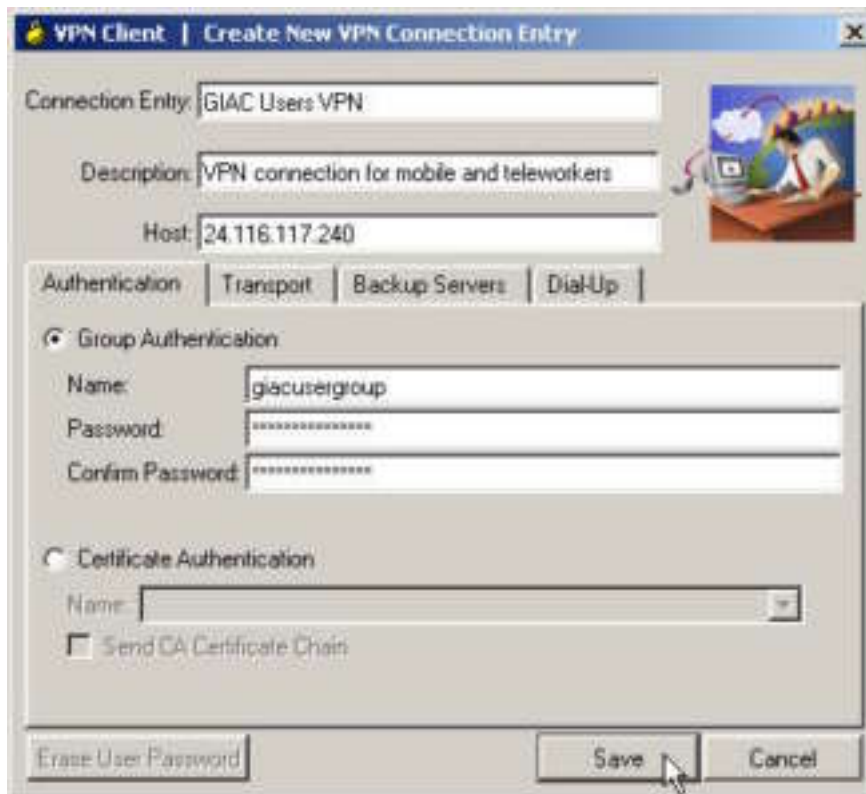 VPN Client | Create New VPN Connection Entry
Connection Entry: GIAC Users VPN
Description: VPN connection for mobile and teleworkers
Host: 24.116.117.240
Authentication Transport Backup Servers Dial-Up
Group Authentication
Name: giacusergroup
Password: ***************
Confirm Password: ***************
Certificate Authentication
Name:
Send CA Certificate Chain
Erase User Password Save Cancel